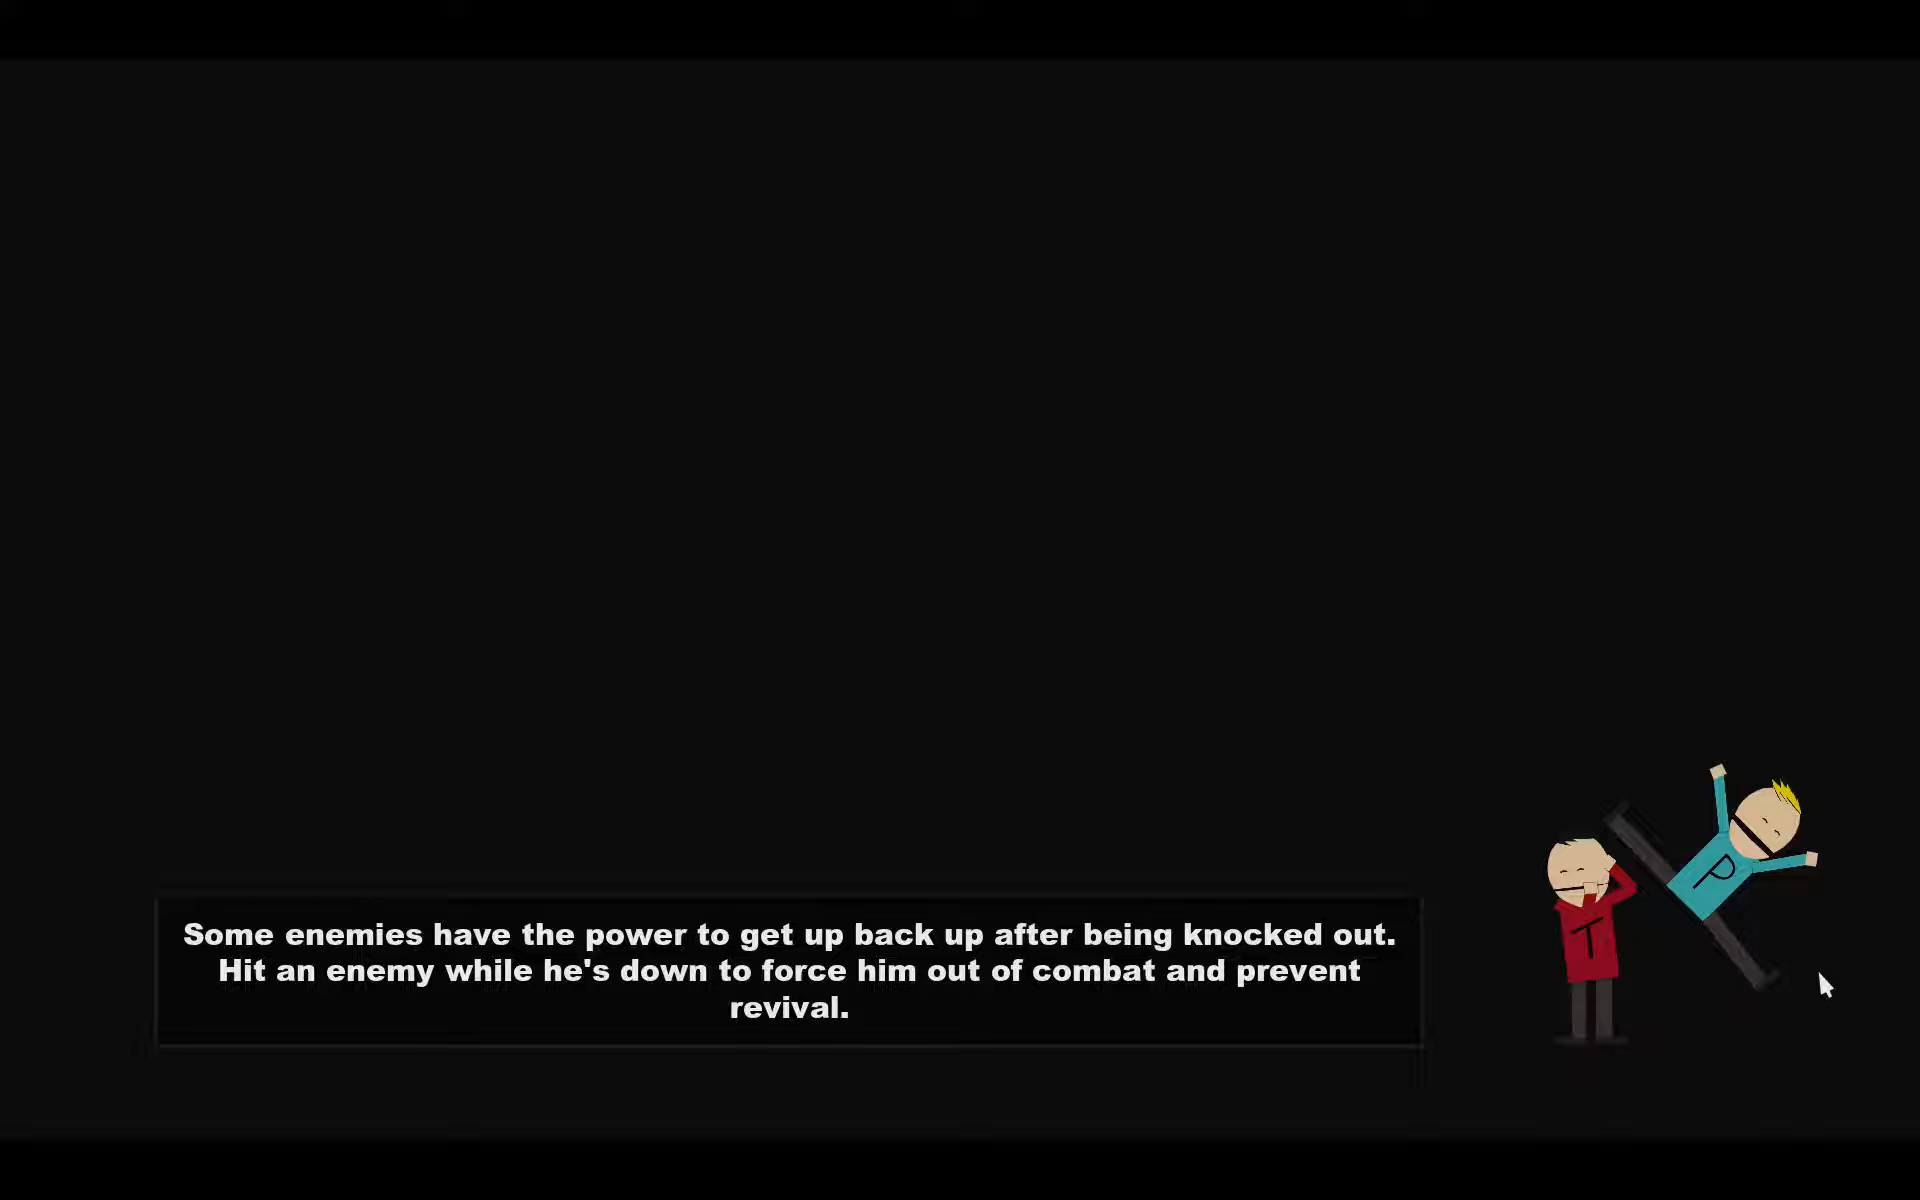 Some enemies have the power to get up back up after being knocked out.
Hit an enemy while he's down to force him out of combat and prevent
revival.
T
P